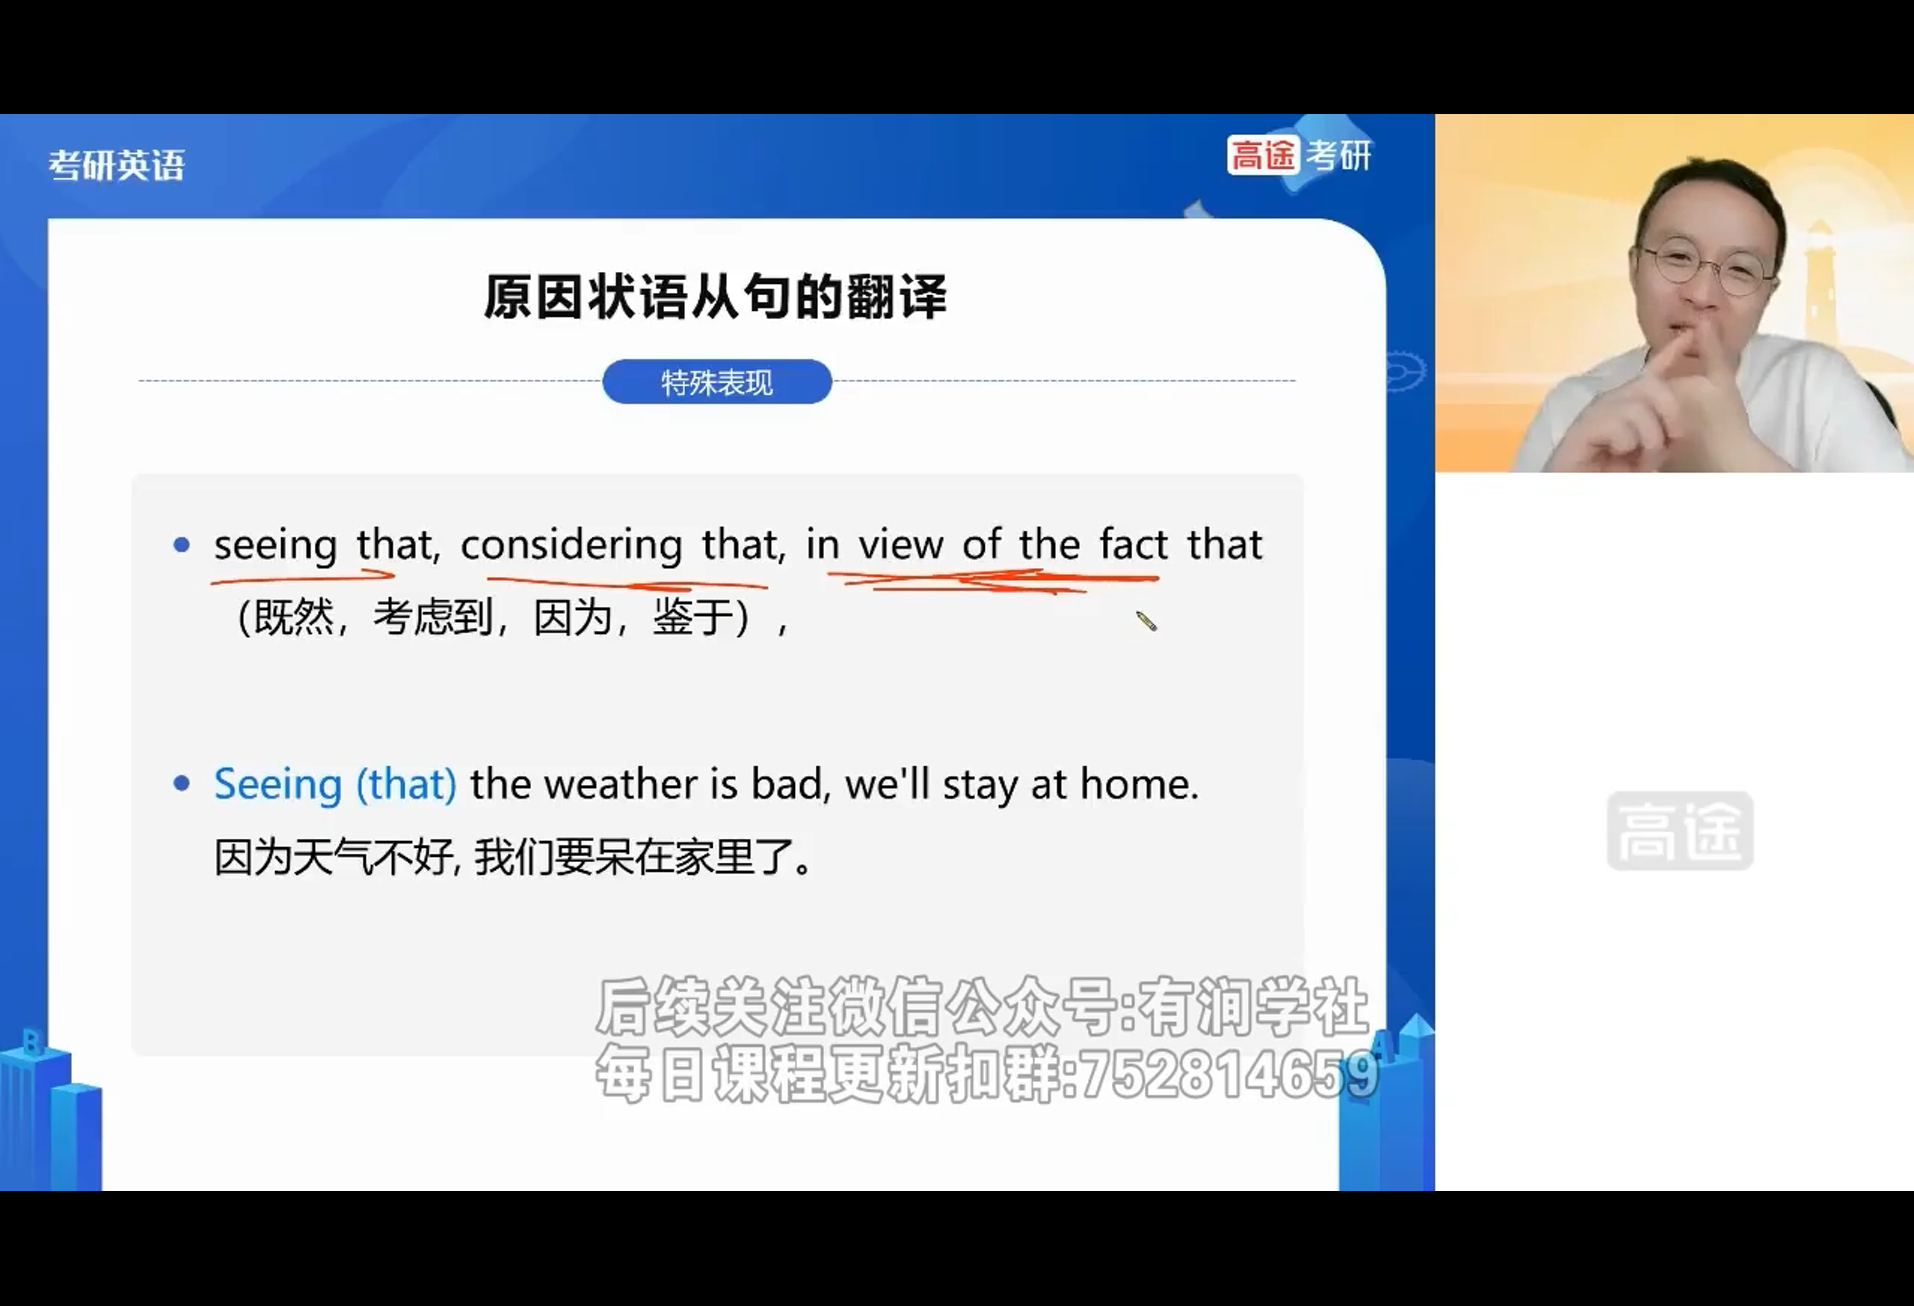 考研英语
高途考研
原因状语从句的翻译
特殊表现
• seeing that, considering that, in view of the fact that
（既然，考虑到，因为，鉴于）,
• Seeing (that) the weather is bad, we'll stay at home.
因为天气不好, 我们要呆在家里了。
高途
后续关注微信公众号:有润学社
每日课程更新扣群:752814659
B
A